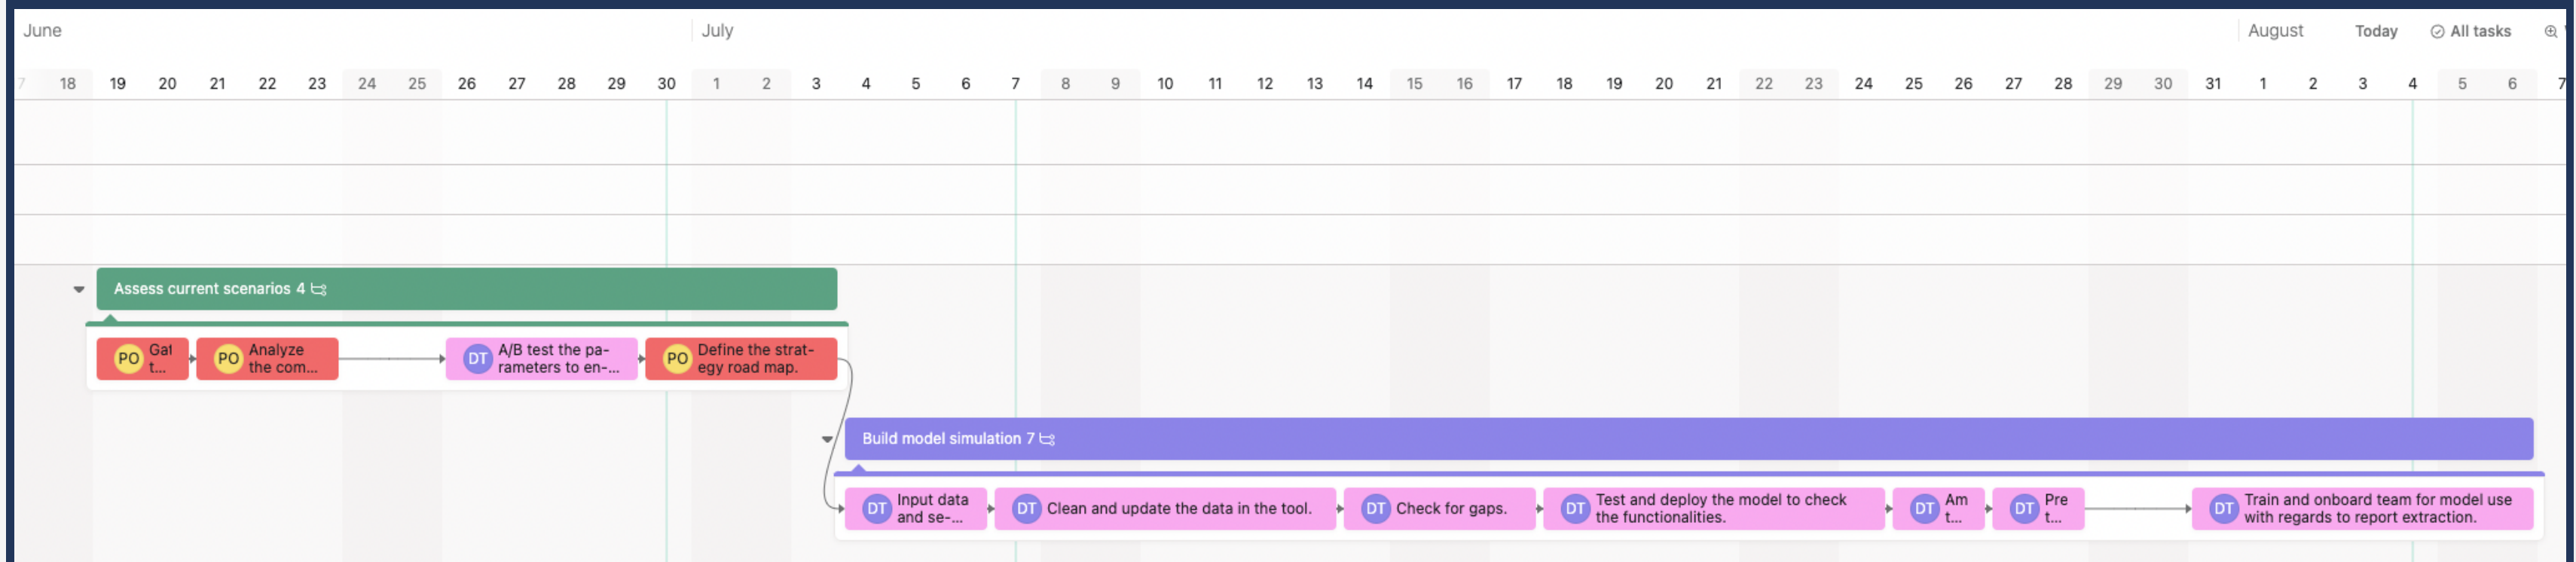 June July August Today All tasks
7 18 19 20 21 22 23 24 25 26 27 28 29 30 1 2 3 4 5 6 7 8 9 10 11 12 13 14 15 16 17 18 19 20 21 22 23 24 25 26 27 28 29 30 31 1 2 3 4 5 6 7
Assess current scenarios 4
PO Gat
t...
PO Analyze
the com...
DT A/B test the pa-
rameters to en-...
PO Define the strat-
egy road map.
Build model simulation 7
DT Input data
and se-...
DT Clean and update the data in the tool.
DT Check for gaps.
DT Test and deploy the model to check
the functionalities.
DT Am
t...
DT Pre
t...
DT Train and onboard team for model use
with regards to report extraction.